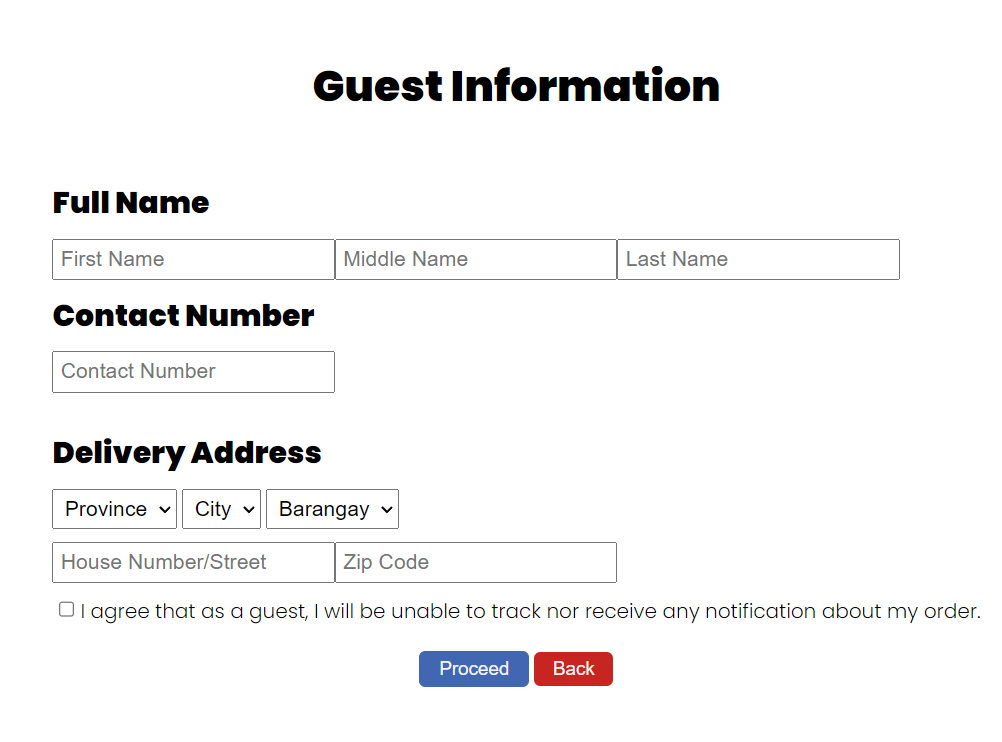 Guest Information
Full Name
First Name Middle Name Last Name
Contact Number
Contact Number
Delivery Address
Province City Barangay
House Number/Street Zip Code
I agree that as a guest, I will be unable to track nor receive any notification about my order.
Proceed Back